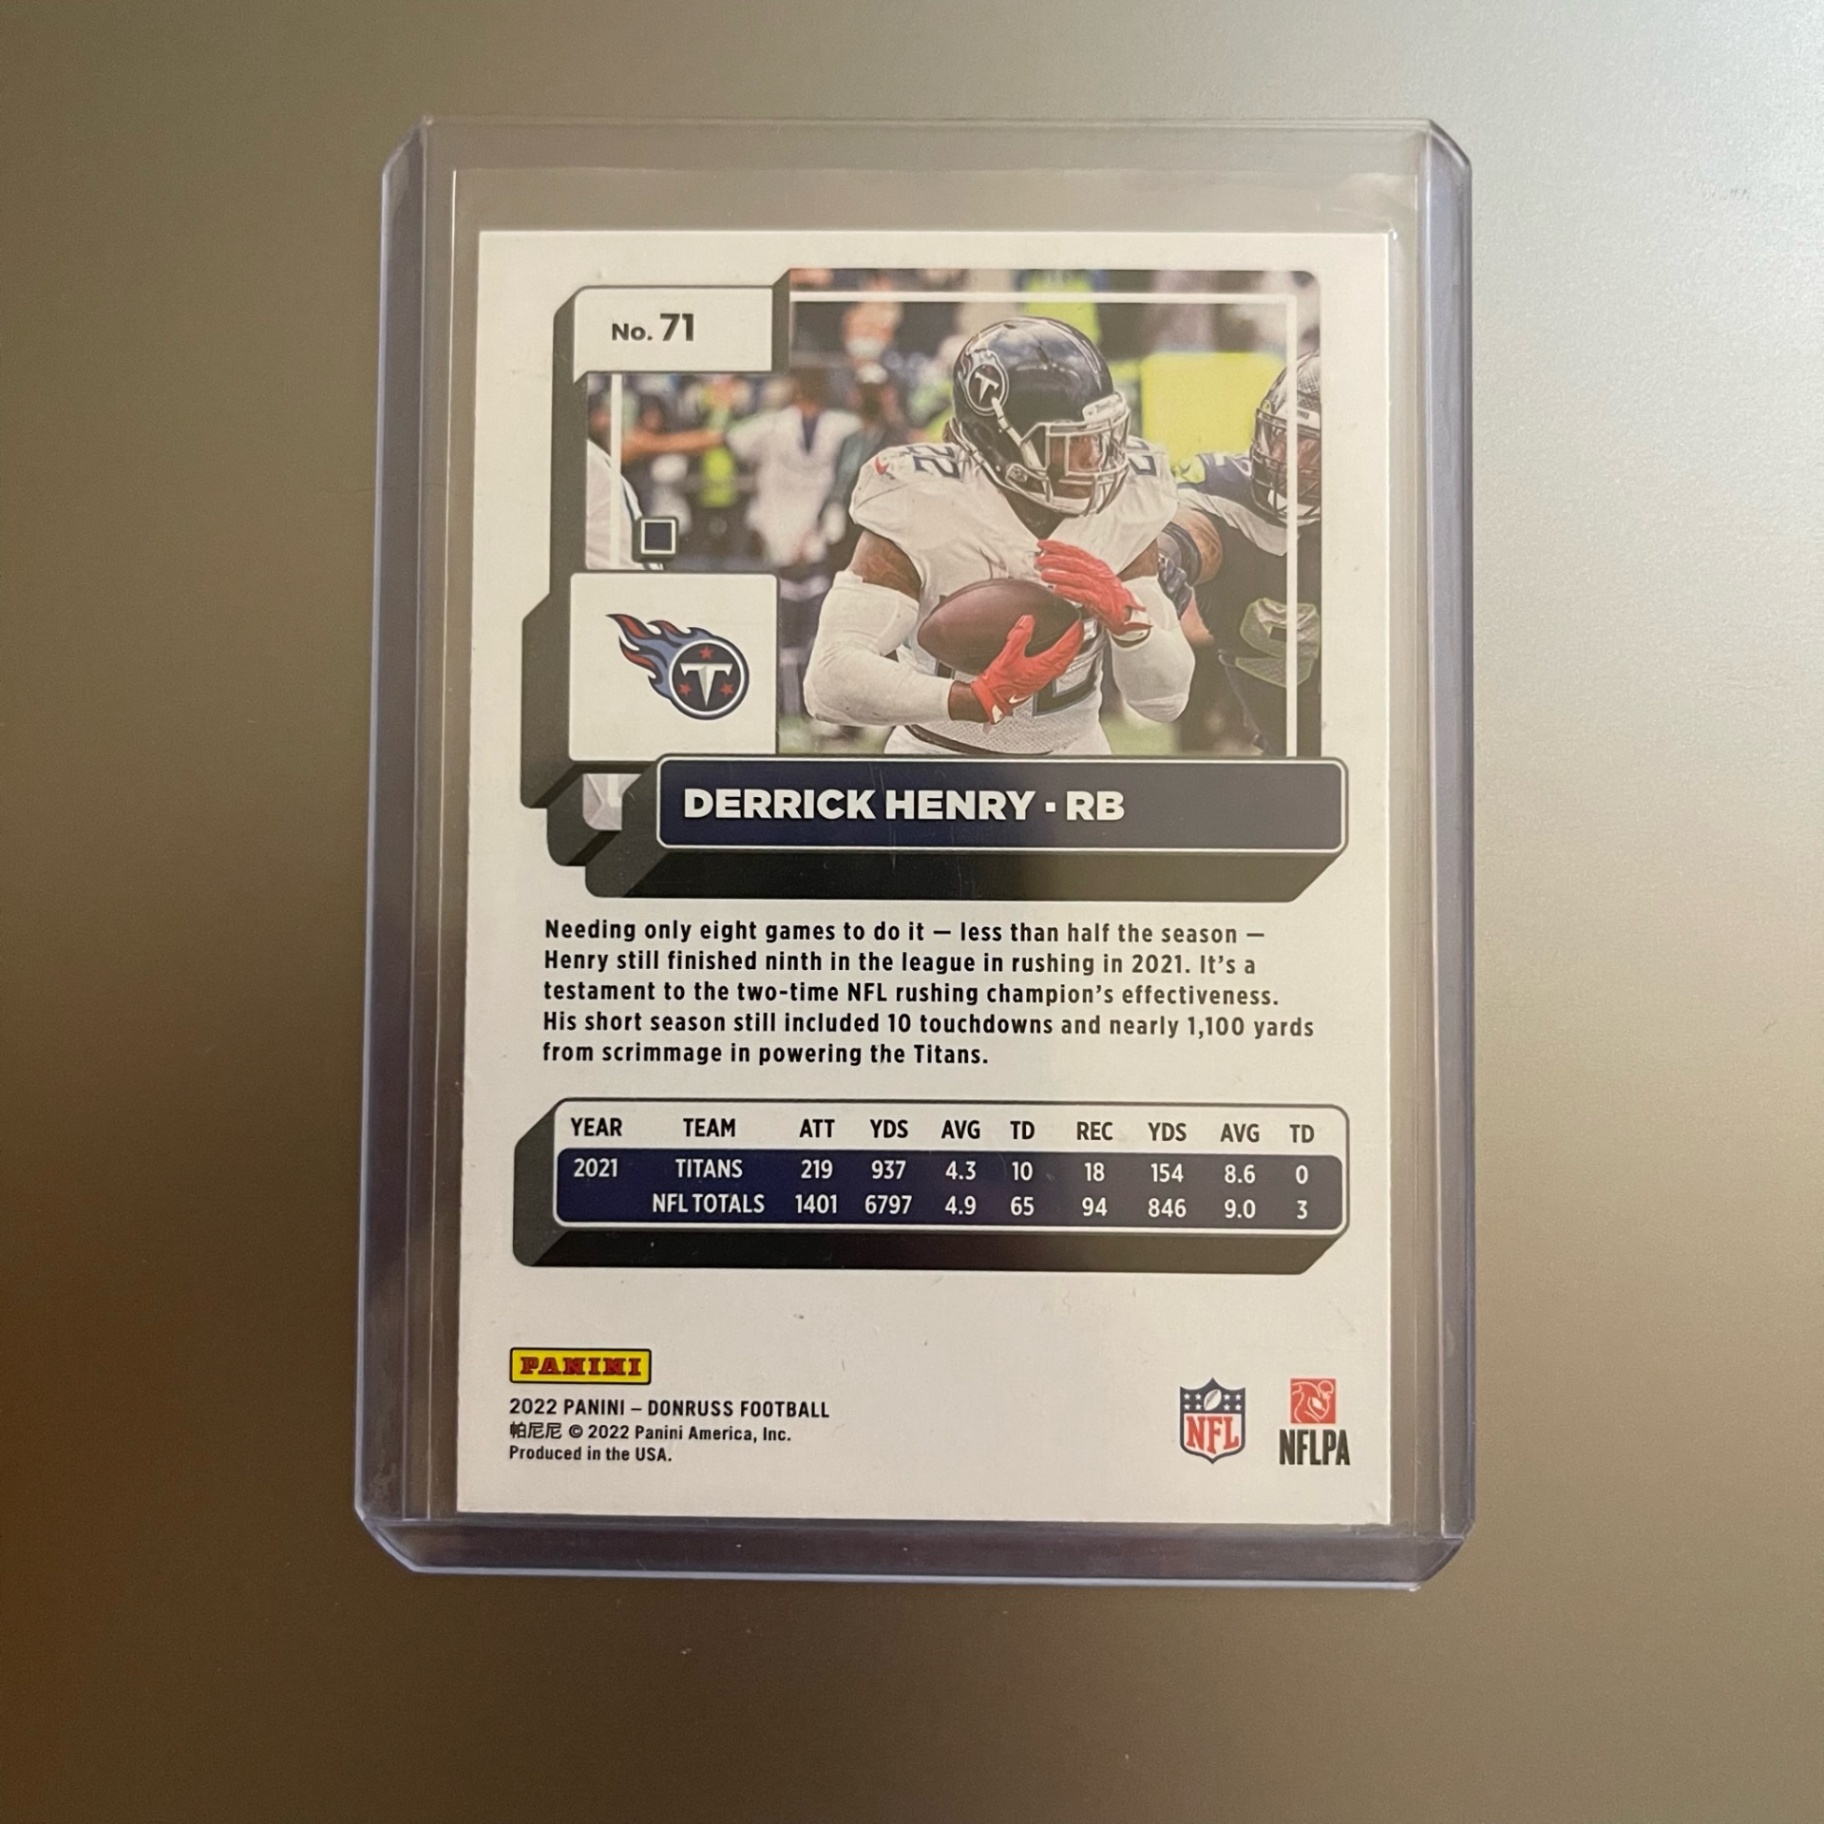 No. 71
T
22
T
DERRICK HENRY · RB
Needing only eight games to do it — less than half the season —
Henry still finished ninth in the league in rushing in 2021. It's a
testament to the two-time NFL rushing champion's effectiveness.
His short season still included 10 touchdowns and nearly 1,100 yards
from scrimmage in powering the Titans.
YEAR TEAM ATT YDS AVG TD REC YDS AVG TD
2021 TITANS 219 937 4.3 10 18 154 8.6 0
NFL TOTALS 1401 6797 4.9 65 94 846 9.0 3
PANINI
2022 PANINI – DONRUSS FOOTBALL
帕尼尼 © 2022 Panini America, Inc.
Produced in the USA.
NFL
NFLPA